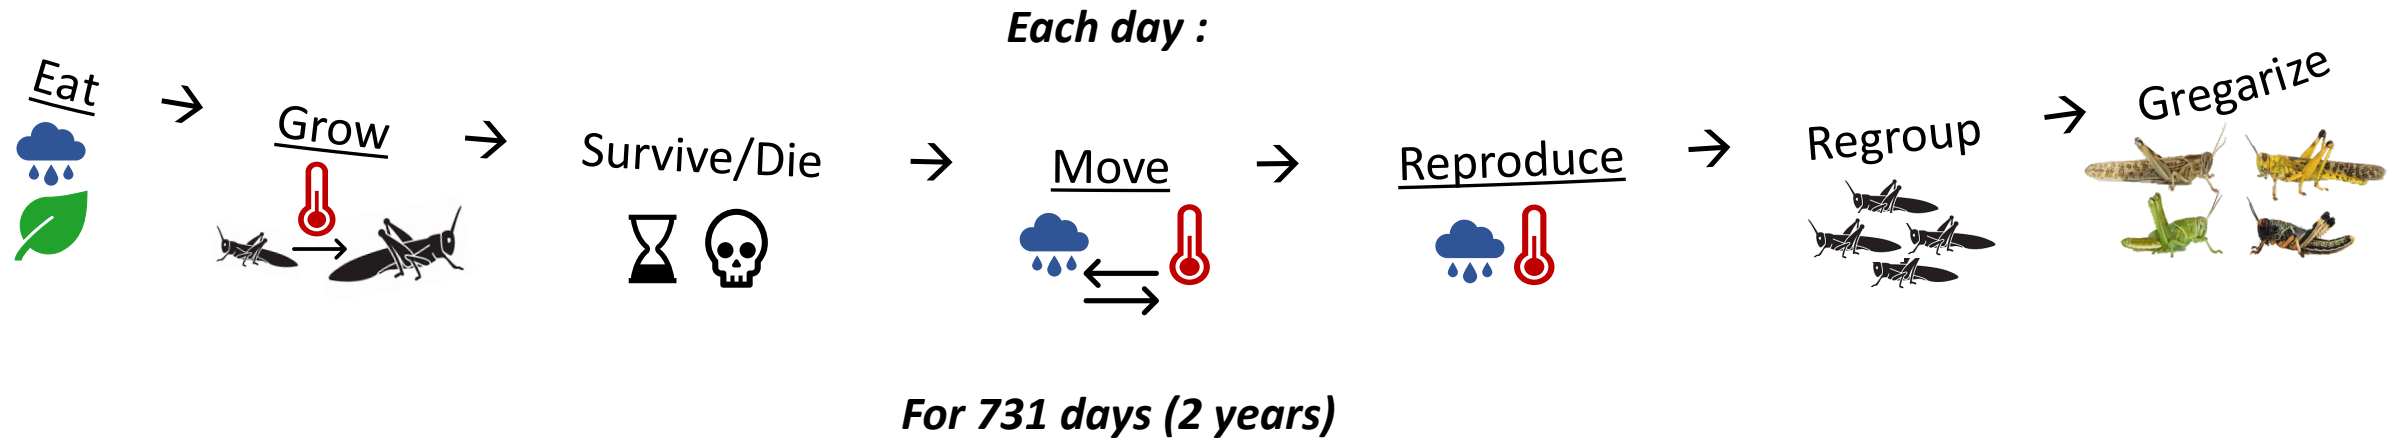 Each day :
Eat
Grow
Survive/Die
Move
Reproduce
Regroup
Gregarize
For 731 days (2 years)